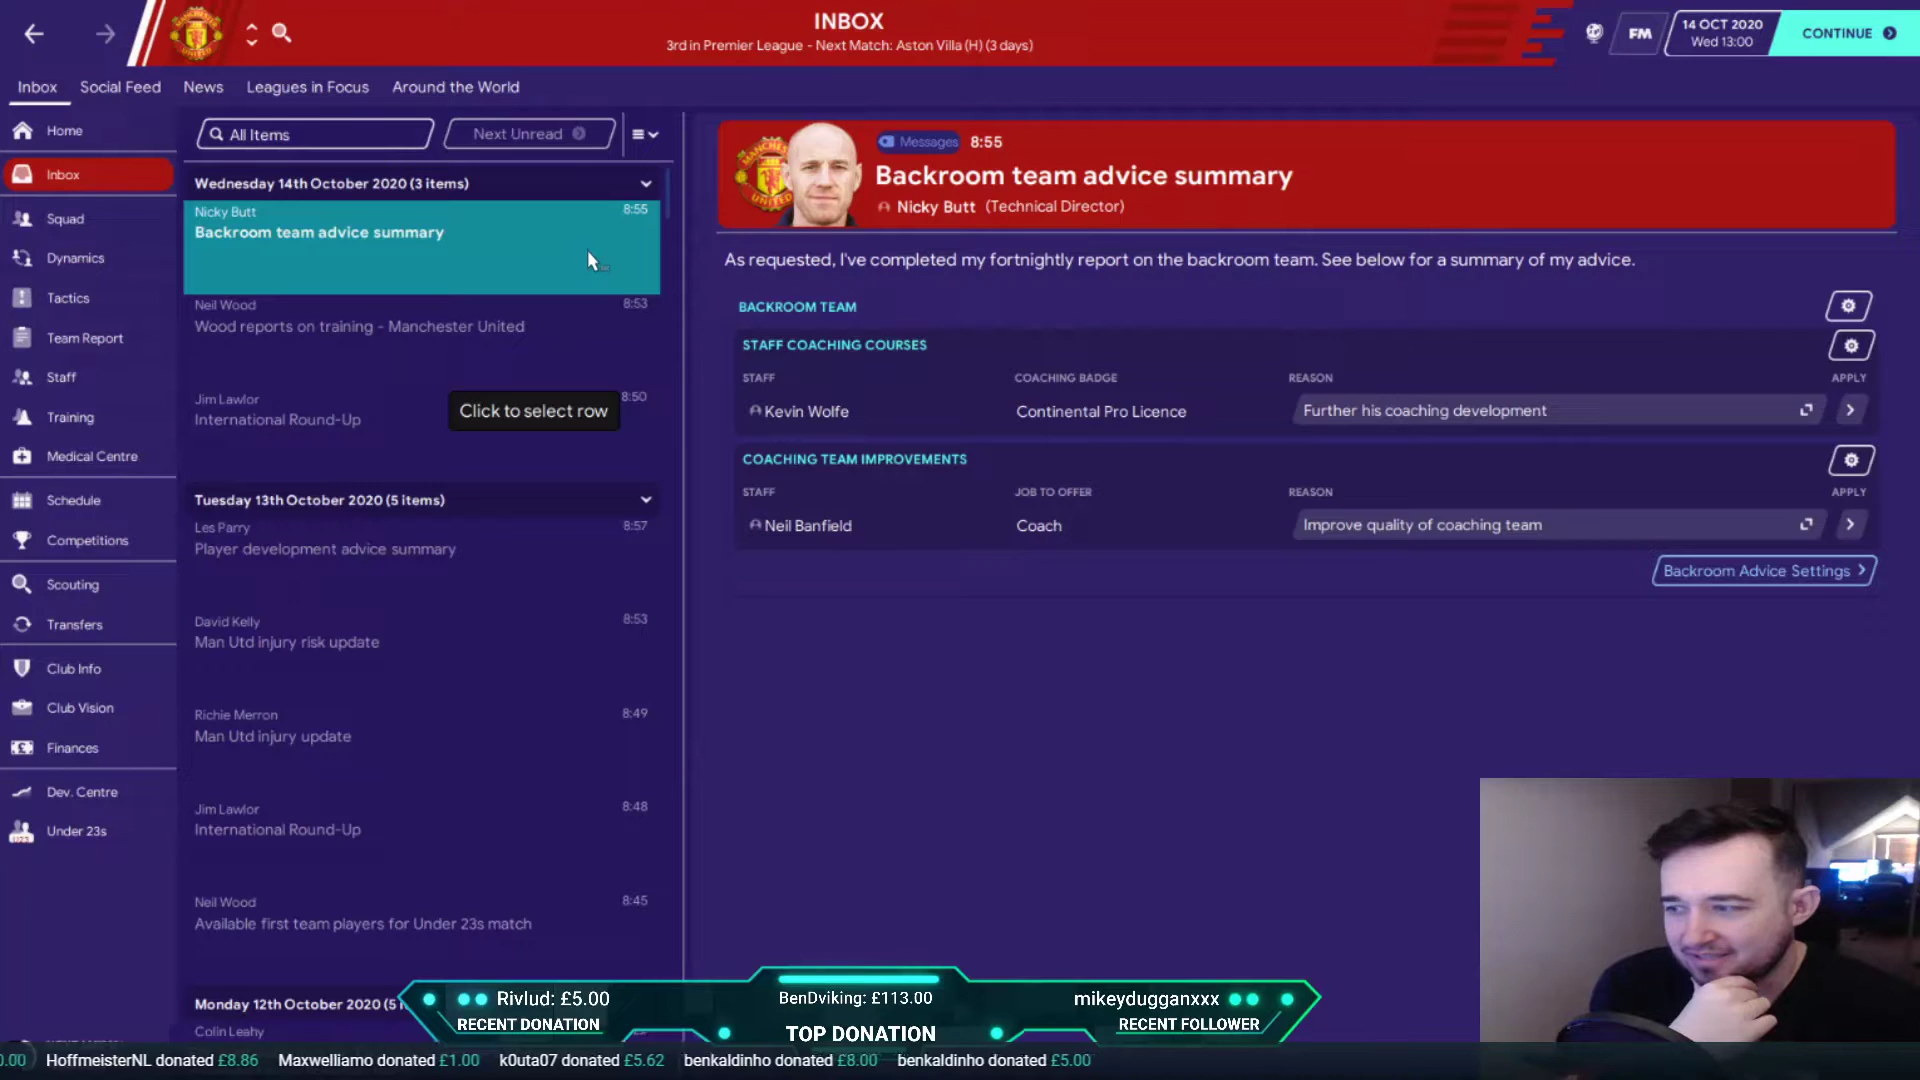 INBOX
3rd in Premier League - Next Match: Aston Villa (H) (3 days)
FM
14 OCT 2020
Wed 13:00
CONTINUE
Inbox
Social Feed
News
Leagues in Focus
Around the World
Home
Inbox
Squad
Dynamics
Tactics
Team Report
Staff
Training
Medical Centre
Schedule
Competitions
Scouting
Transfers
Club Info
Club Vision
Finances
Dev. Centre
Under 23s
All Items
Next Unread
Wednesday 14th October 2020 (3 items)
Nicky Butt 8:55
Backroom team advice summary
Neil Wood 8:53
Wood reports on training - Manchester United
Jim Lawlor 8:50
International Round-Up
Click to select row
Tuesday 13th October 2020 (5 items)
Les Parry 8:57
Player development advice summary
David Kelly 8:53
Man Utd injury risk update
Richie Merron 8:49
Man Utd injury update
Jim Lawlor 8:48
International Round-Up
Neil Wood 8:45
Available first team players for Under 23s match
Monday 12th October 2020 (5
Colin Leahy
Messages 8:55
Backroom team advice summary
Nicky Butt (Technical Director)
As requested, I've completed my fortnightly report on the backroom team. See below for a summary of my advice.
BACKROOM TEAM
STAFF COACHING COURSES
STAFF COACHING BADGE REASON APPLY
Kevin Wolfe Continental Pro Licence Further his coaching development
COACHING TEAM IMPROVEMENTS
STAFF JOB TO OFFER REASON APPLY
Neil Banfield Coach Improve quality of coaching team
Backroom Advice Settings
Rivlud: £5.00
RECENT DONATION
BenDviking: £113.00
TOP DONATION
mikeydugganxxx
RECENT FOLLOWER
0.00 HoffmeisterNL donated £8.86 Maxwelliamo donated £1.00 k0uta07 donated £5.62 benkaldinho donated £8.00 benkaldinho donated £5.00